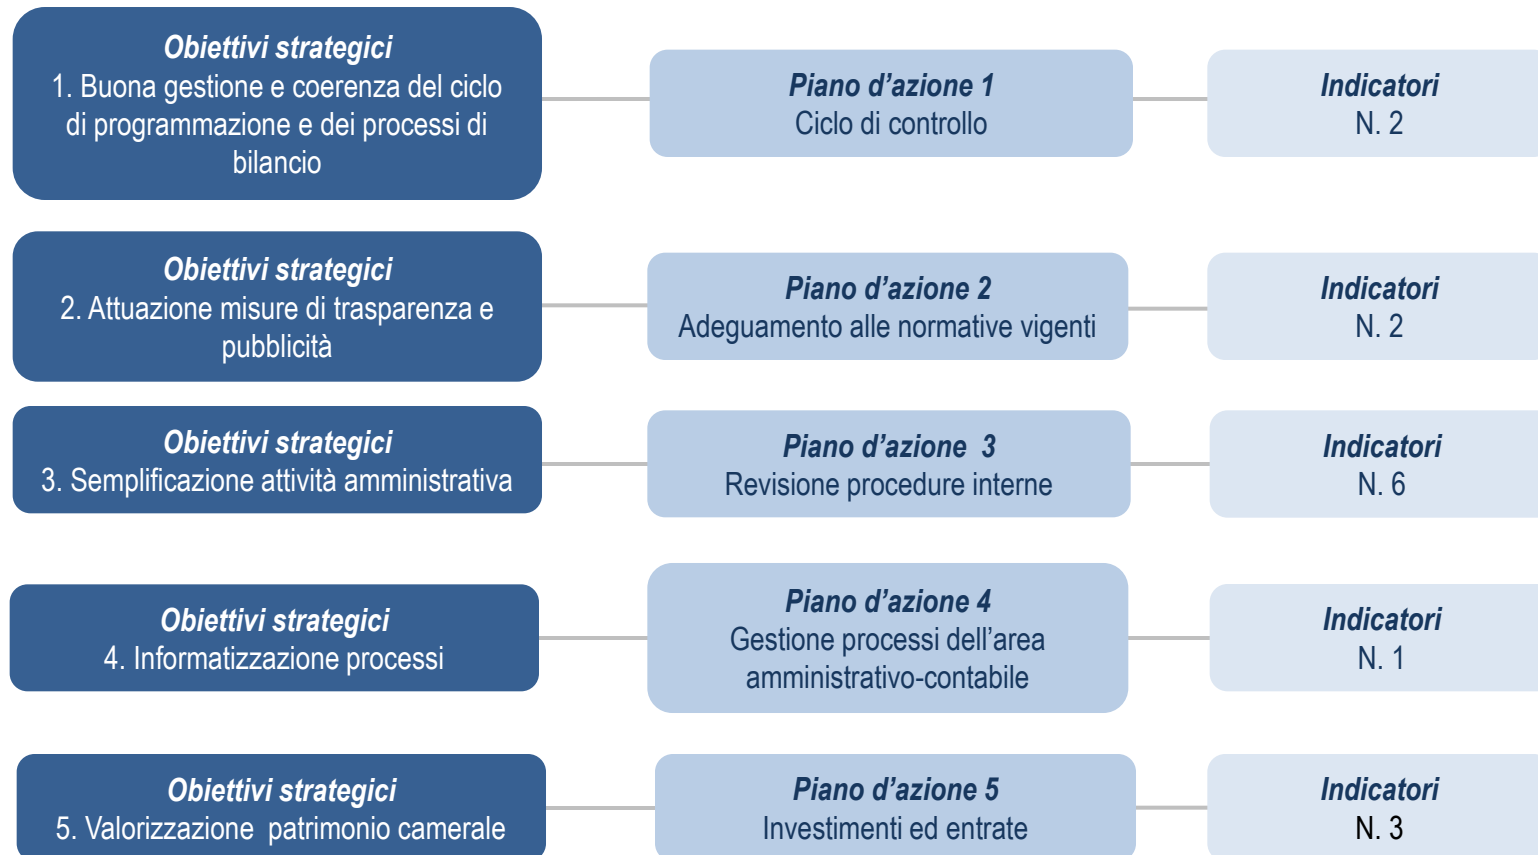 Obiettivi strategici
1. Buona gestione e coerenza del ciclo
di programmazione e dei processi di
bilancio
Piano d’azione 1
Ciclo di controllo
Indicatori
N. 2
Obiettivi strategici
2. Attuazione misure di trasparenza e
pubblicità
Piano d’azione 2
Adeguamento alle normative vigenti
Indicatori
N. 2
Obiettivi strategici
3. Semplificazione attività amministrativa
Piano d’azione 3
Revisione procedure interne
Indicatori
N. 6
Obiettivi strategici
4. Informatizzazione processi
Piano d’azione 4
Gestione processi dell’area
amministrativo-contabile
Indicatori
N. 1
Obiettivi strategici
5. Valorizzazione patrimonio camerale
Piano d’azione 5
Investimenti ed entrate
Indicatori
N. 3